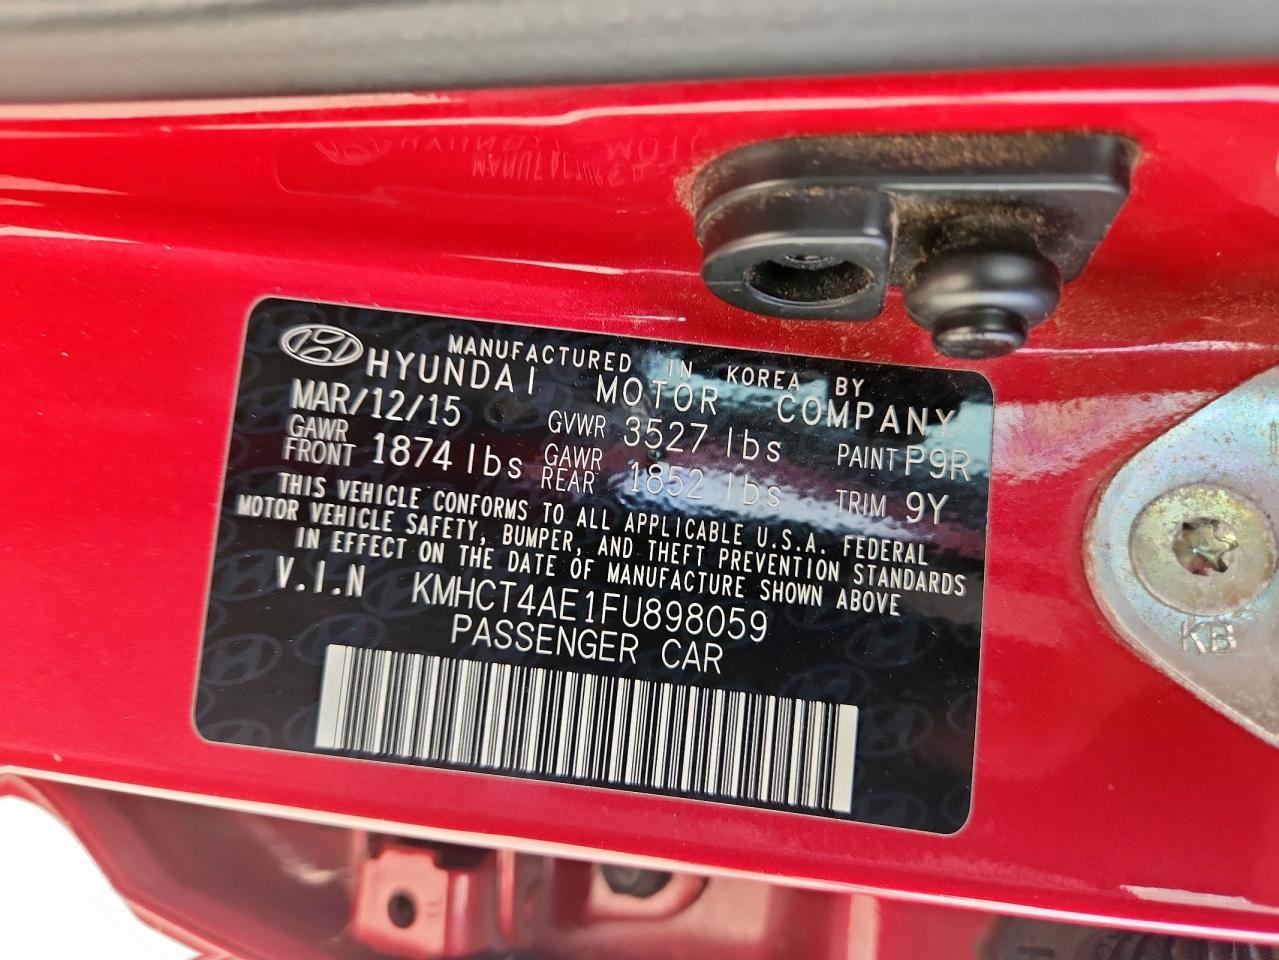 MANUFACTURED IN KOREA BY
HYUNDAI MOTOR COMPANY
MAR/12/15 GVWR 3527 lbs PAINT P9R
GAWR FRONT 1874 lbs GAWR REAR 1852 lbs TRIM 9Y
THIS VEHICLE CONFORMS TO ALL APPLICABLE U.S.A. FEDERAL
MOTOR VEHICLE SAFETY, BUMPER, AND THEFT PREVENTION STANDARDS
IN EFFECT ON THE DATE OF MANUFACTURE SHOWN ABOVE
V.I.N KMHCT4AE1FU898059
PASSENGER CAR
KB